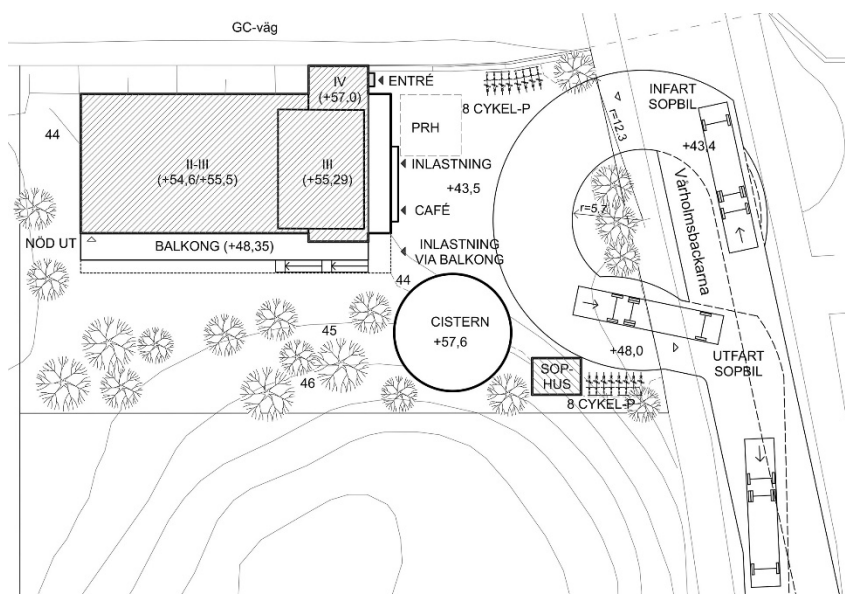 GC-väg
IV
(+57,0)
ENTRÉ
8 CYKEL-P
INFART
SOPBIL
r=12.3
+43,4
44
PRH
II-III
(+54,6/+55,5)
III
(+55,29)
INLASTNING
+43,5
CAFÉ
r=5,7
Vårholmsbackarna
NÖD UT
BALKONG (+48,35)
INLASTNING
VIA BALKONG
44
CISTERN
+57,6
45
46
+48,0
UTFART
SOPBIL
SOP-
HUS
8 CYKEL-P